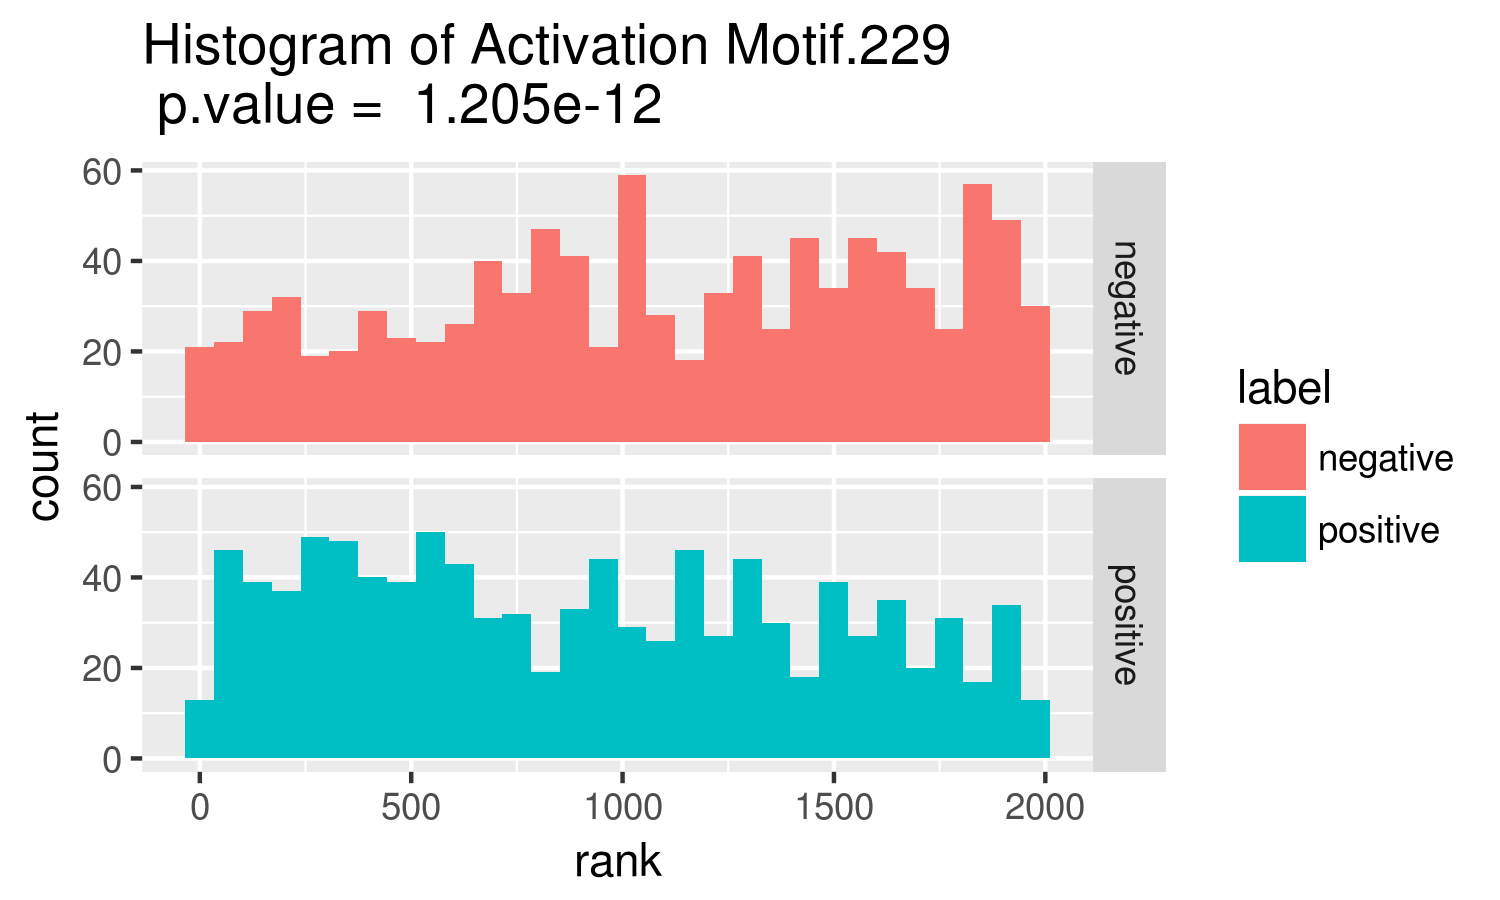 Histogram of Activation Motif.229
p.value = 1.205e-12
count
60
40
20
0
negative
60
40
20
0
positive
0 500 1000 1500 2000
rank
label
negative
positive